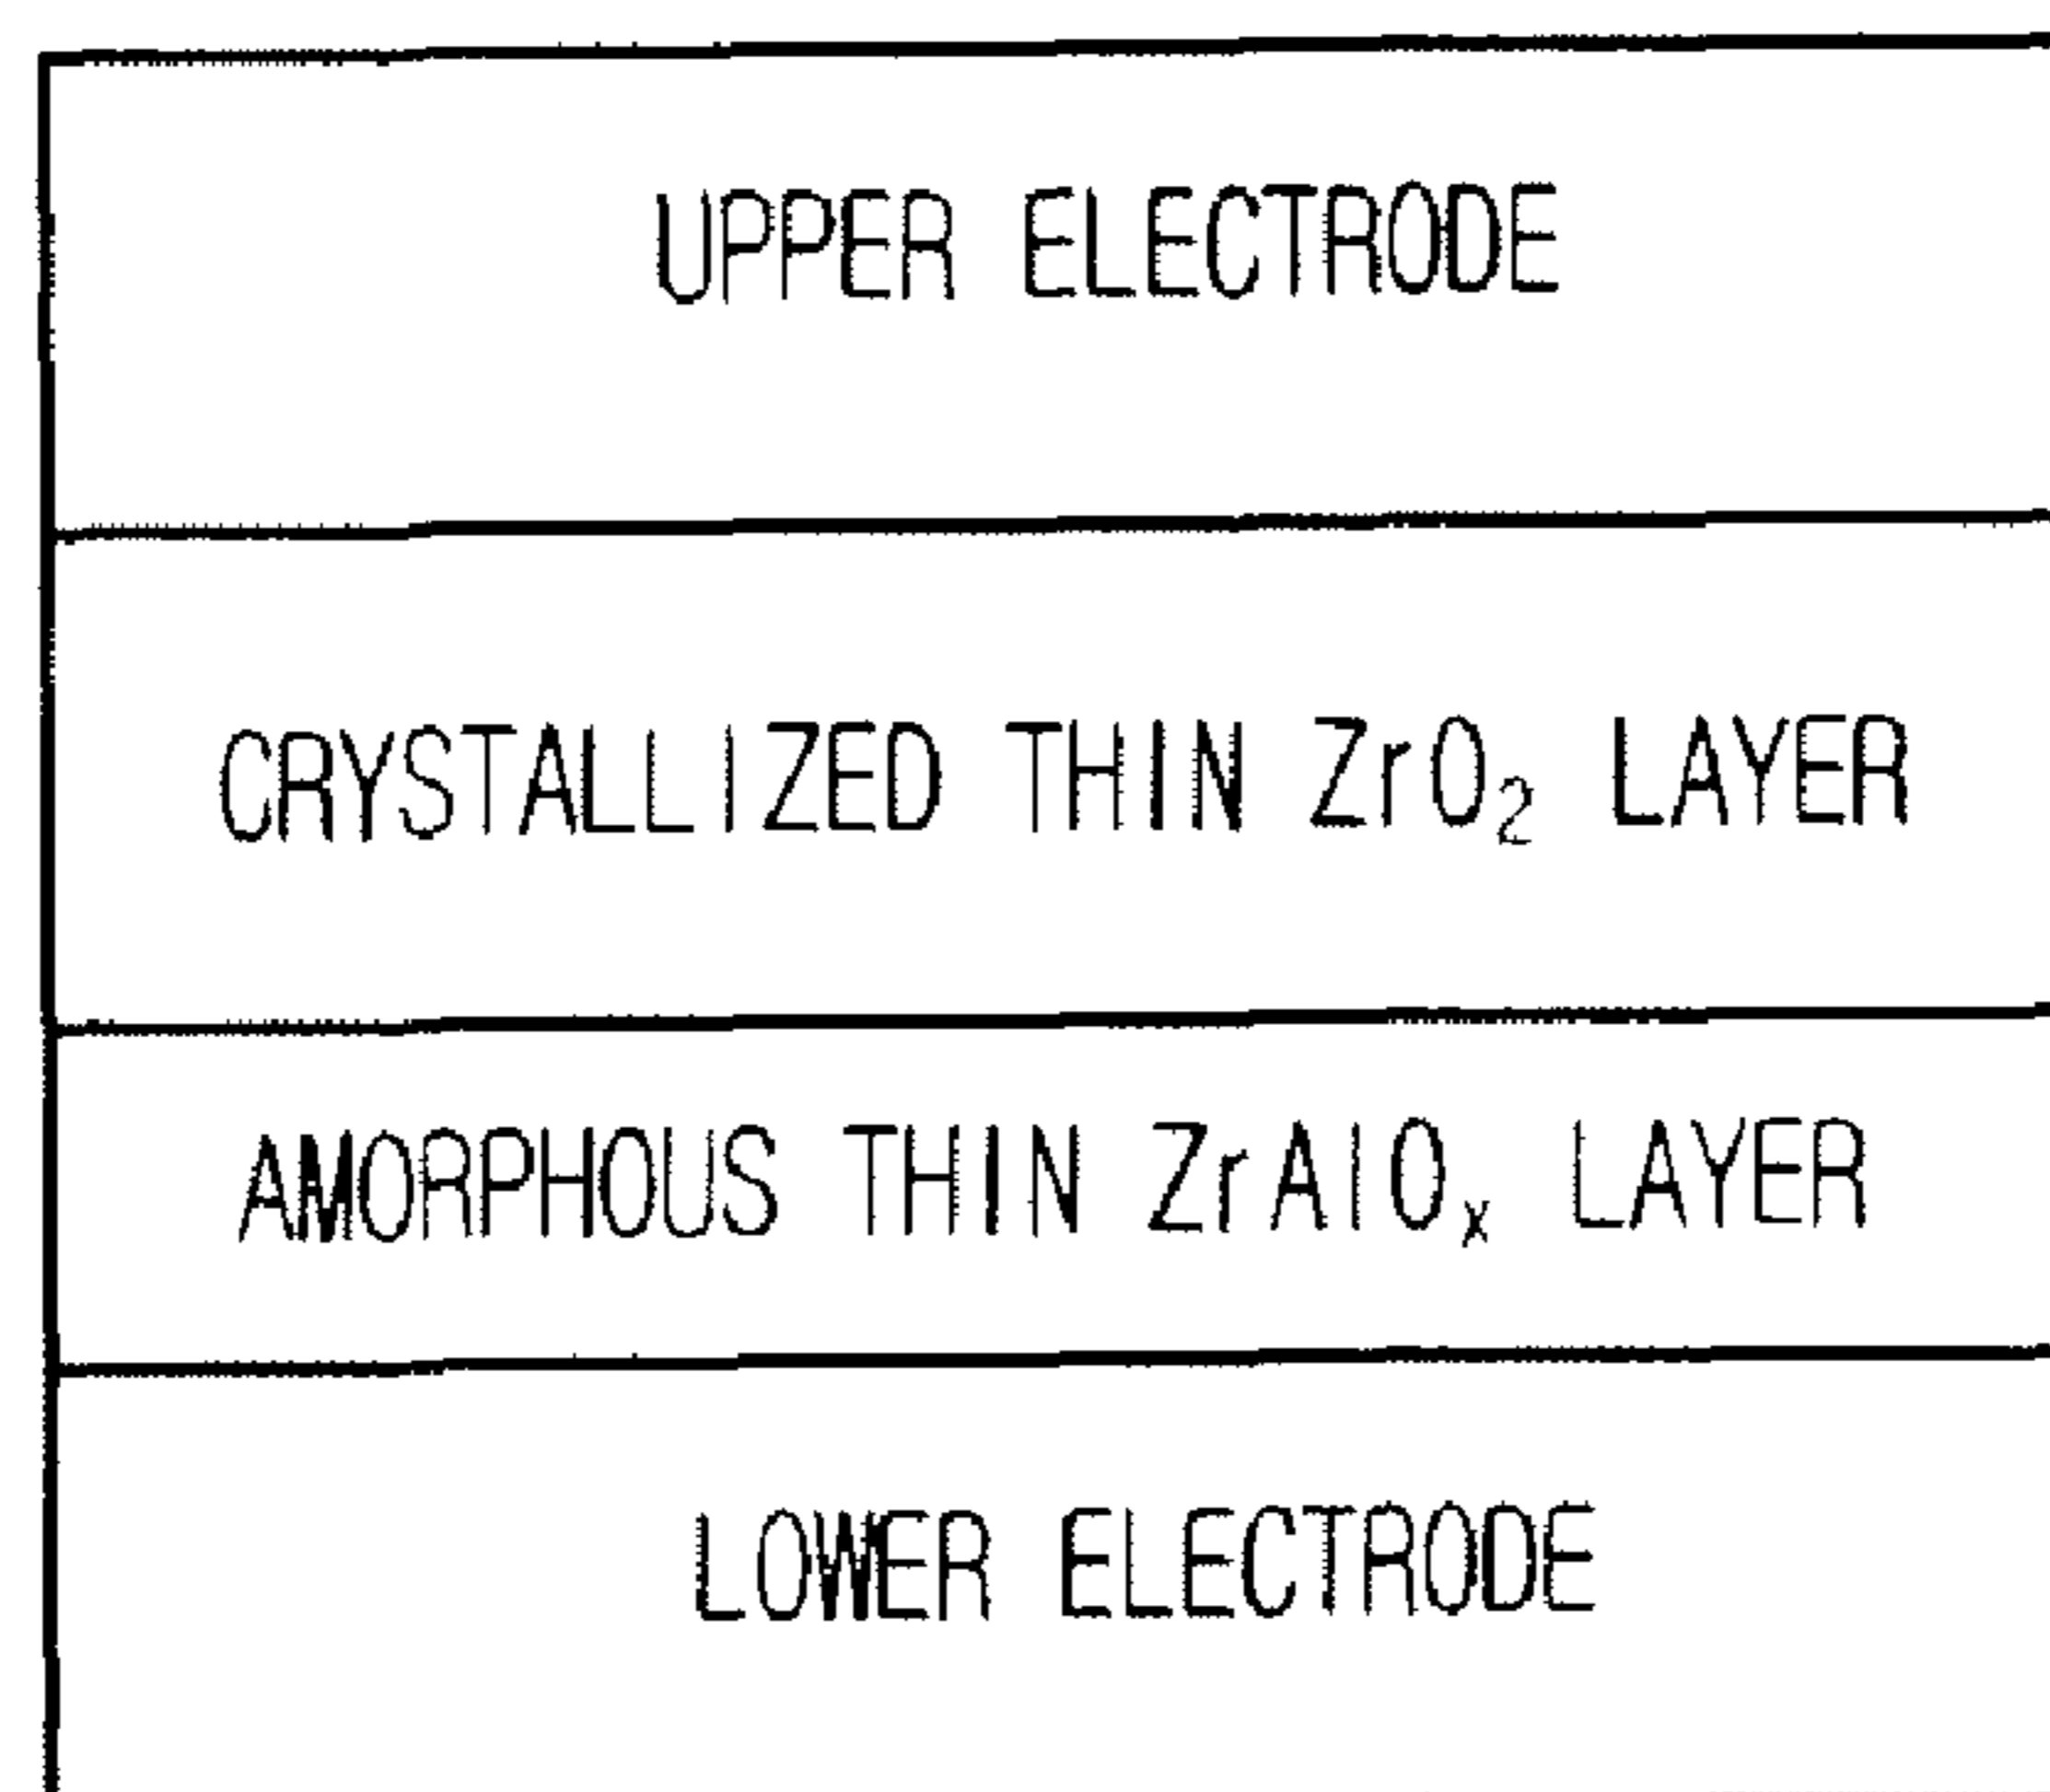 UPPER ELECTRODE
CRYSTALLIZED THIN ZrO₂ LAYER
AMORPHOUS THIN ZrAlOₓ LAYER
LOWER ELECTRODE